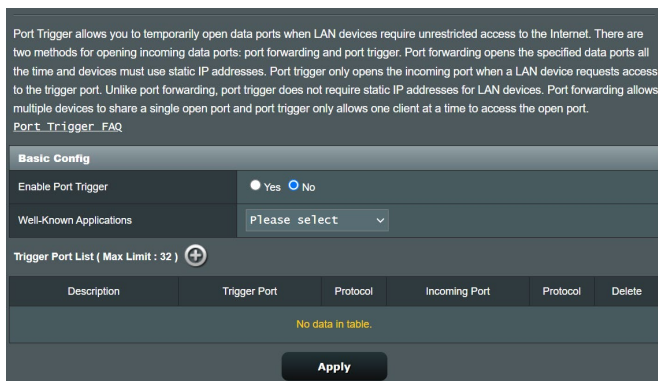 Port Trigger allows you to temporarily open data ports when LAN devices require unrestricted access to the Internet. There are
two methods for opening incoming data ports: port forwarding and port trigger. Port forwarding opens the specified data ports all
the time and devices must use static IP addresses. Port trigger only opens the incoming port when a LAN device requests access
to the trigger port. Unlike port forwarding, port trigger does not require static IP addresses for LAN devices. Port forwarding allows
multiple devices to share a single open port and port trigger only allows one client at a time to access the open port.
Port Trigger FAQ
Basic Config
Enable Port Trigger Yes No
Well-Known Applications Please select
Trigger Port List ( Max Limit : 32 )
Description Trigger Port Protocol Incoming Port Protocol Delete
No data in table.
Apply